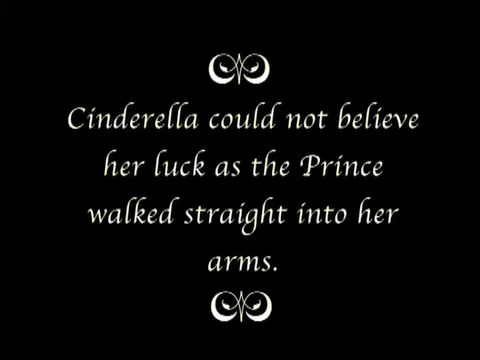 Cinderella could not believe
her luck as the Prince
walked straight into her
arms.